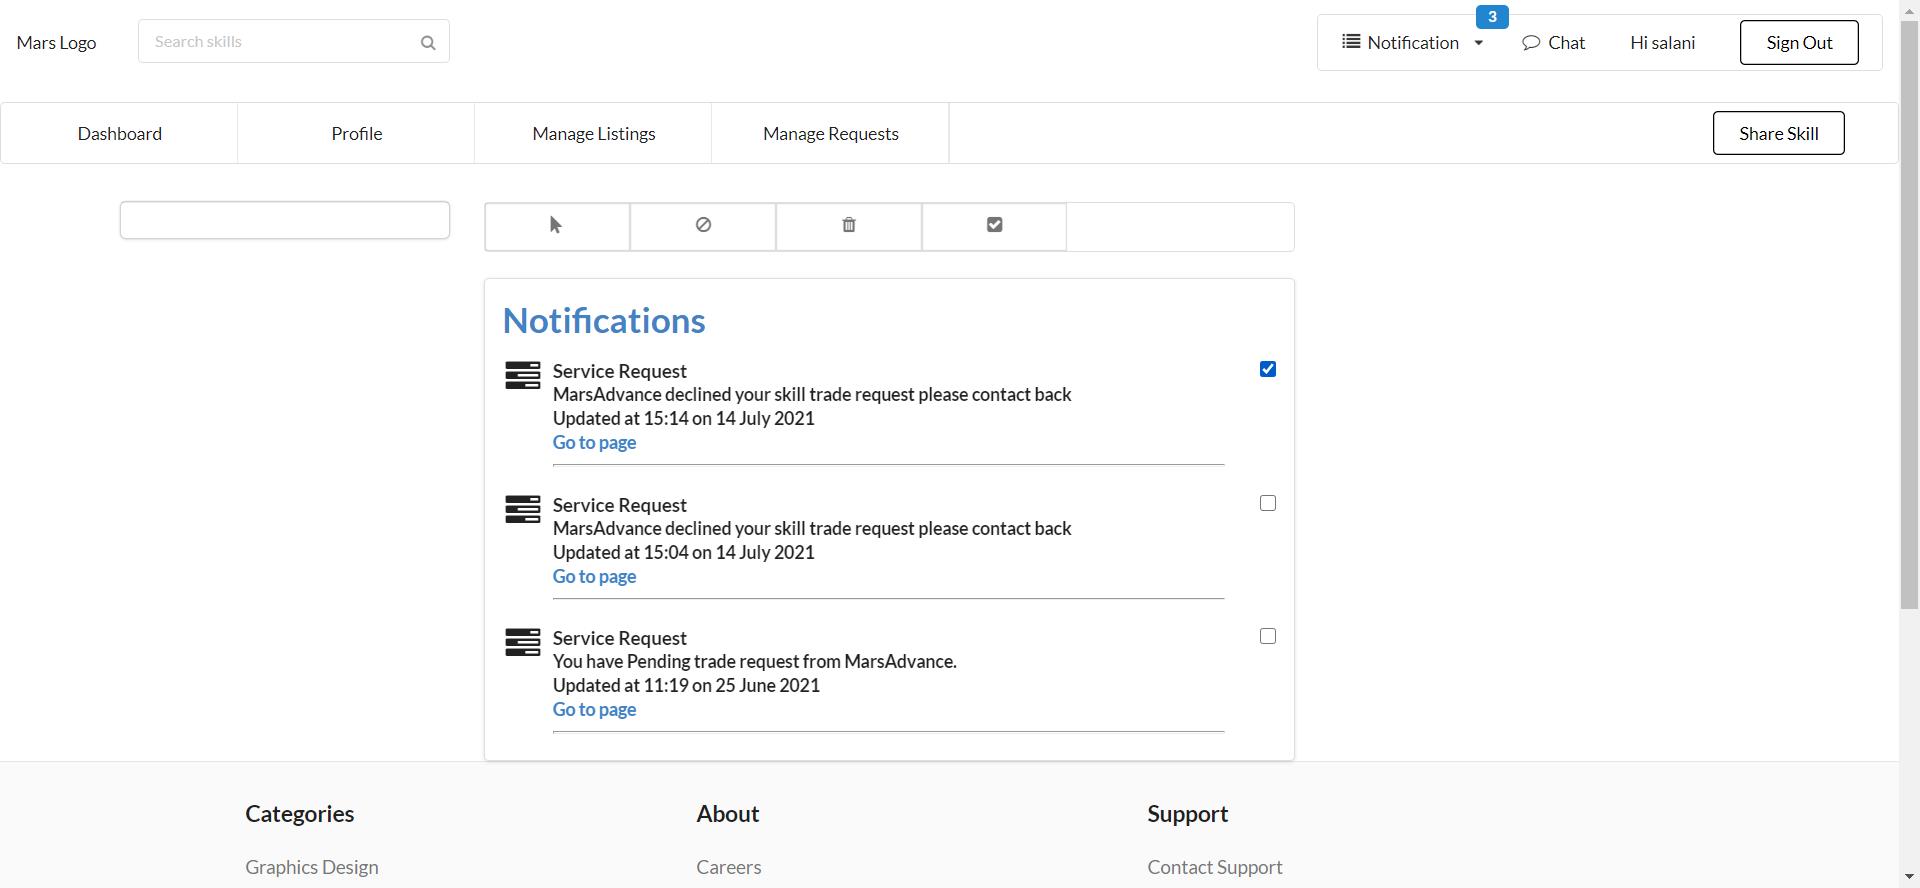 Mars Logo
Search skills
Notification
3
Chat
Hi salani
Sign Out
Dashboard
Profile
Manage Listings
Manage Requests
Share Skill
Notifications
Service Request
MarsAdvance declined your skill trade request please contact back
Updated at 15:14 on 14 July 2021
Go to page
Service Request
MarsAdvance declined your skill trade request please contact back
Updated at 15:04 on 14 July 2021
Go to page
Service Request
You have Pending trade request from MarsAdvance.
Updated at 11:19 on 25 June 2021
Go to page
Categories
Graphics Design
About
Careers
Support
Contact Support